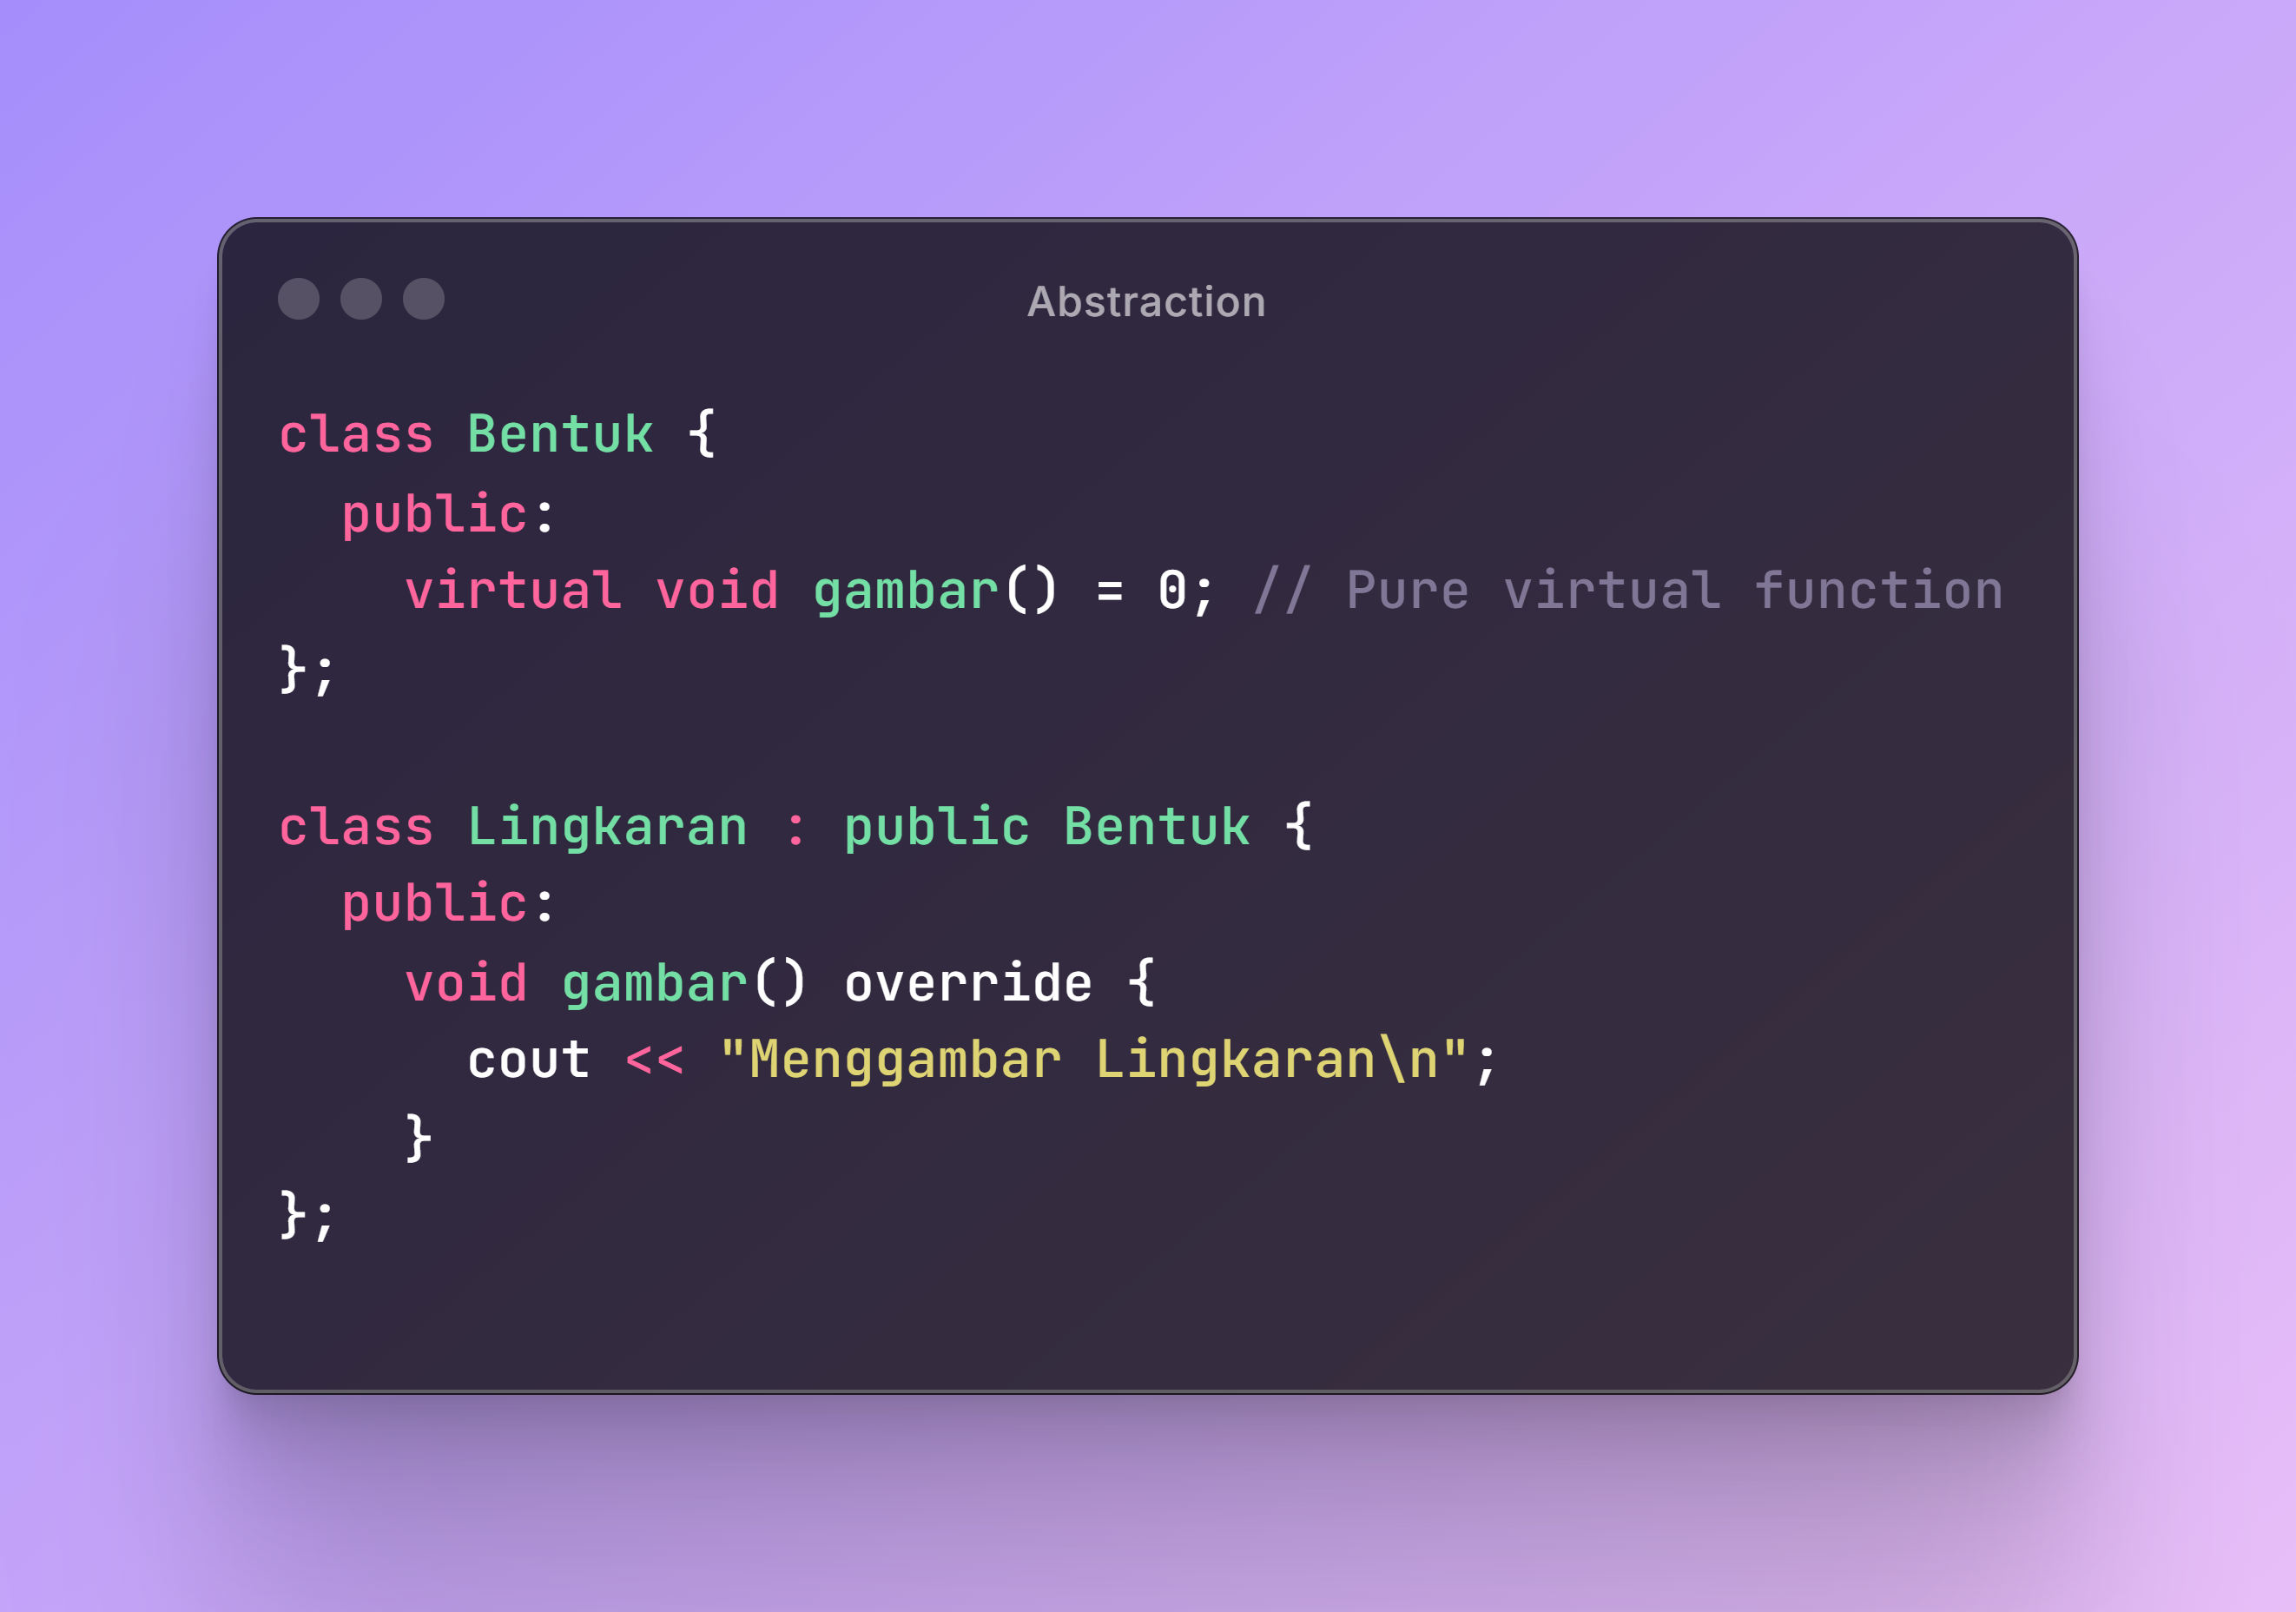 Abstraction
class Bentuk {
  public:
    virtual void gambar() = 0; // Pure virtual function
};

class Lingkaran : public Bentuk {
  public:
    void gambar() override {
      cout << "Menggambar Lingkaran\n";
    }
};